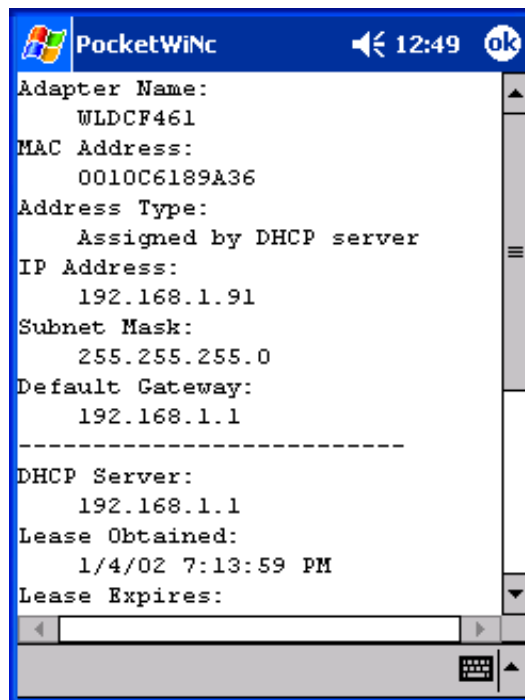 PocketWiNc 12:49 ok
Adapter Name:
WLDCF461
MAC Address:
0010C6189A36
Address Type:
Assigned by DHCP server
IP Address:
192.168.1.91
Subnet Mask:
255.255.255.0
Default Gateway:
192.168.1.1
--------------------------
DHCP Server:
192.168.1.1
Lease Obtained:
1/4/02 7:13:59 PM
Lease Expires: